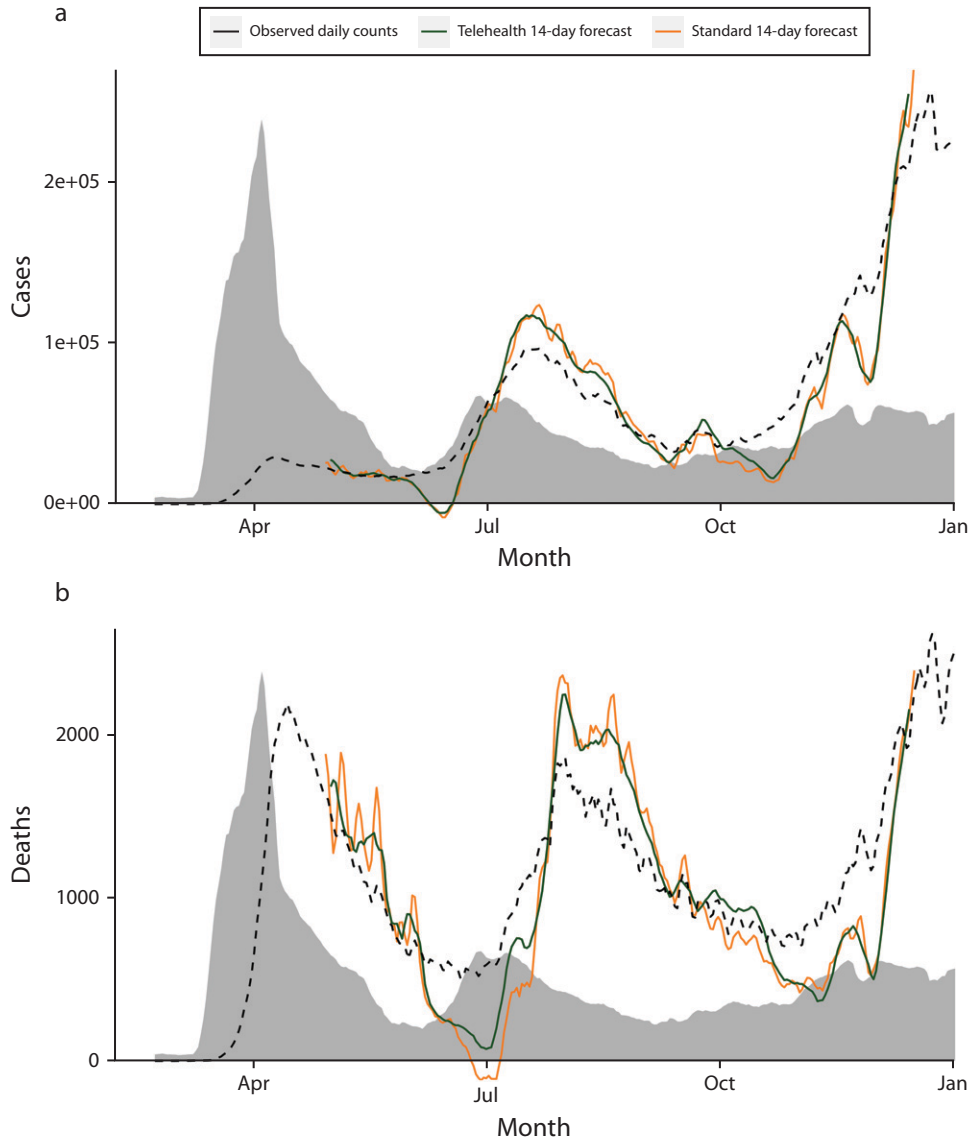 a
Observed daily counts Telehealth 14-day forecast Standard 14-day forecast
2e+05
Cases
1e+05
0e+00
Apr Jul Oct Jan
Month
b
2000
Deaths
1000
0
Apr Jul Oct Jan
Month